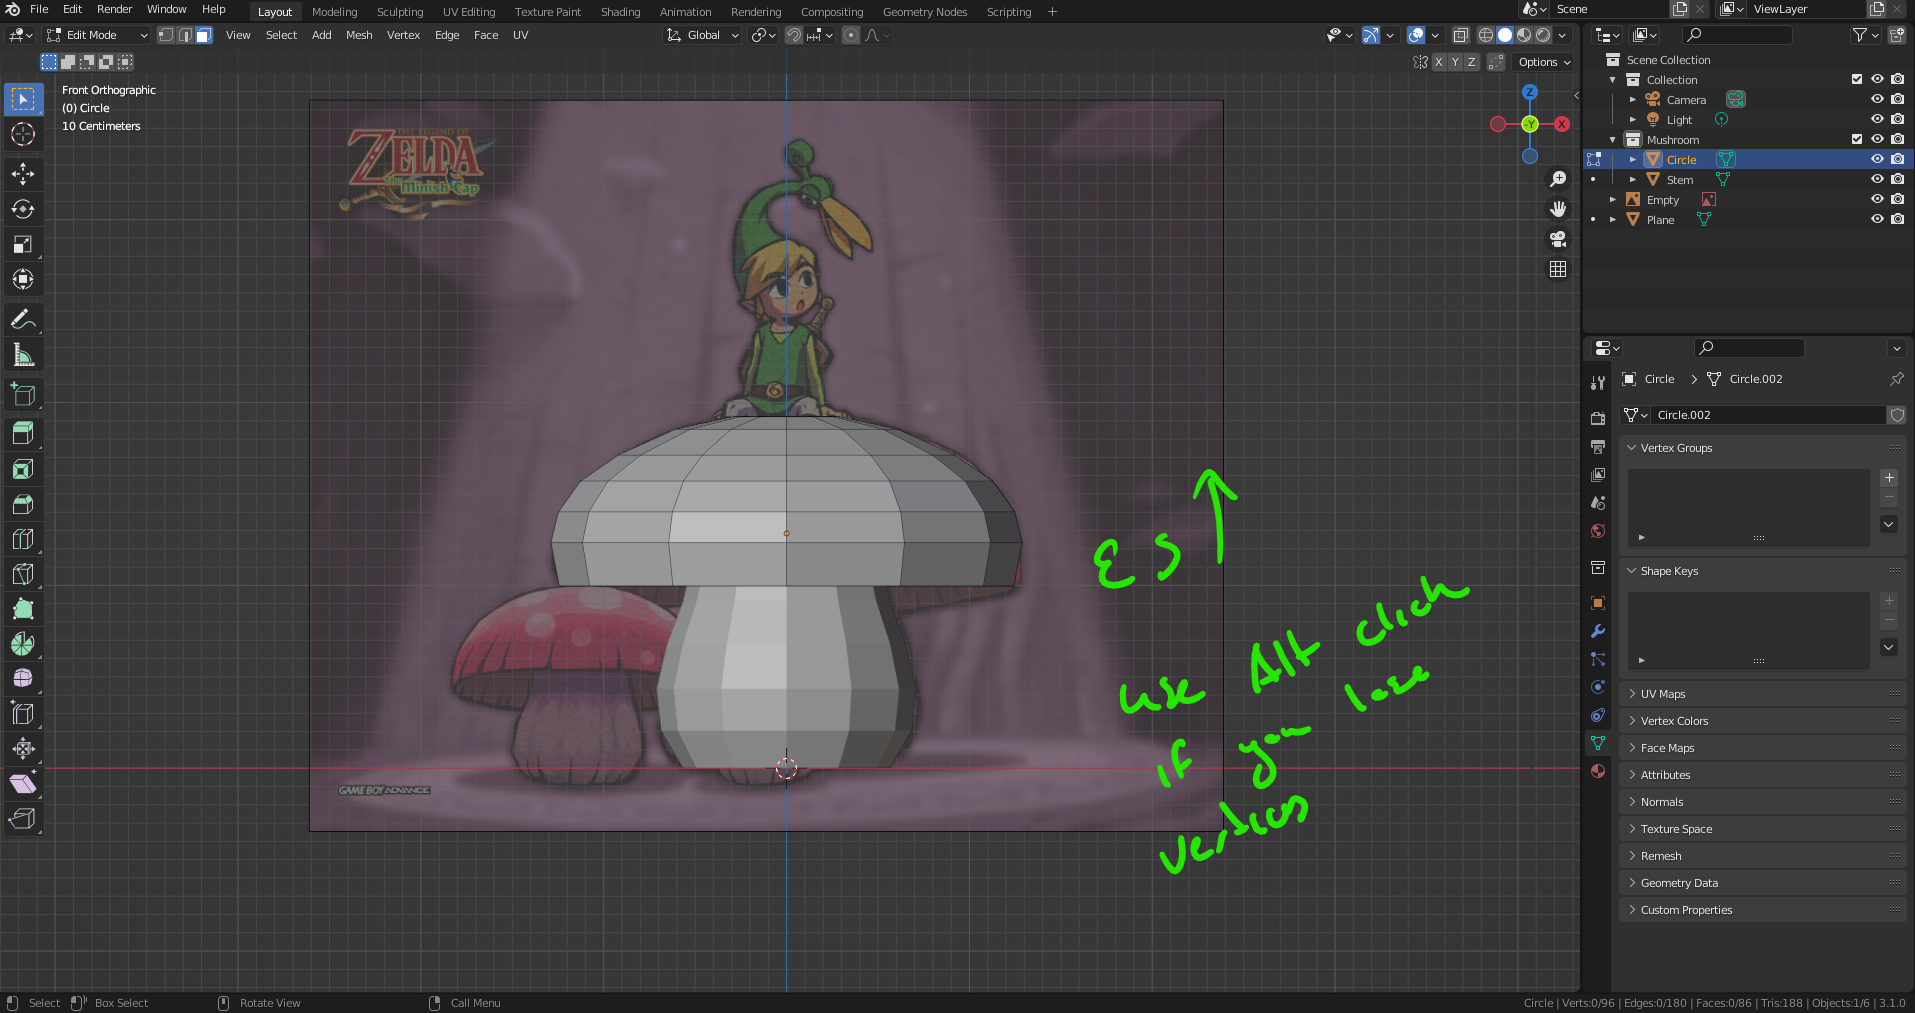 File Edit Render Window Help Layout Modeling Sculpting UV Editing Texture Paint Shading Animation Rendering Compositing Geometry Nodes Scripting + Scene ViewLayer
Edit Mode View Select Add Mesh Vertex Edge Face UV Global
X Y Z Options
Front Orthographic
(0) Circle
10 Centimeters
Z
-Y X
THE LEGEND OF
ZELDA
The Minish Cap
GAME BOY ADVANCE
E S
use Alt click
if you lose
vertices
Scene Collection
Collection
Camera
Light
Mushroom
Circle
Stem
Empty
Plane
Circle > Circle.002
Circle.002
Vertex Groups
Shape Keys
UV Maps
Vertex Colors
Face Maps
Attributes
Normals
Texture Space
Remesh
Geometry Data
Custom Properties
Select Box Select Rotate View Call Menu Circle | Verts:0/96 | Edges:0/180 | Faces:0/86 | Tris:188 | Objects:1/6 | 3.1.0